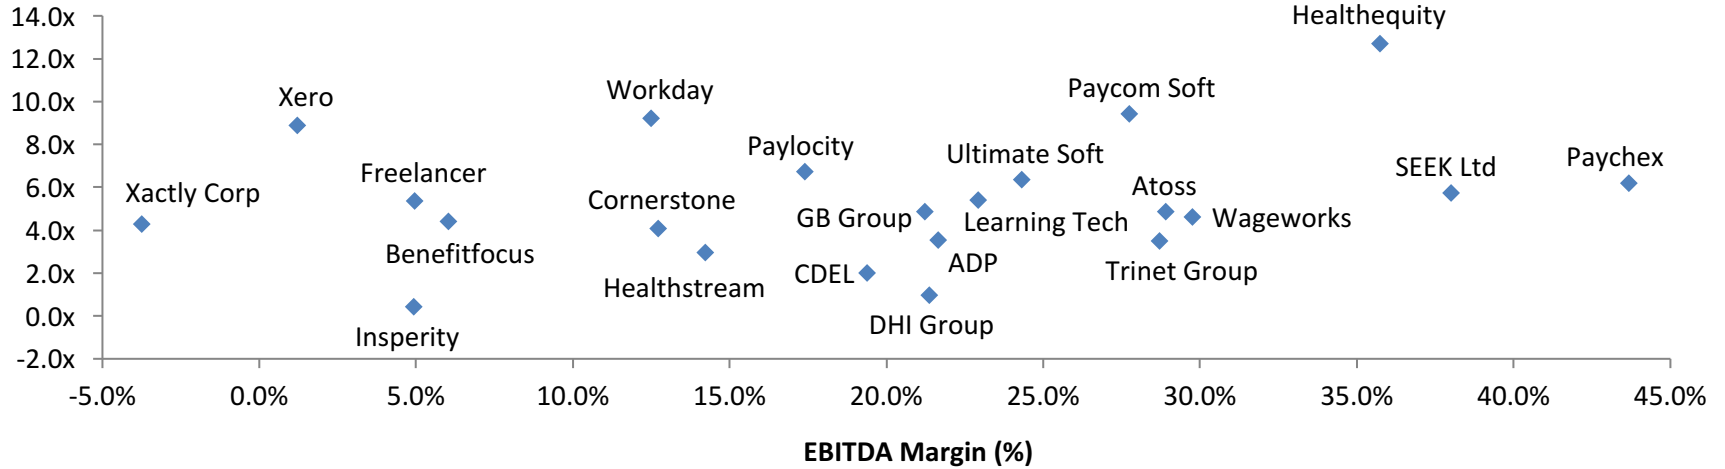 14.0x
12.0x
10.0x
8.0x
6.0x
4.0x
2.0x
0.0x
-2.0x
Healthequity
Xero
Workday
Paycom Soft
Paylocity
Ultimate Soft
Freelancer
SEEK Ltd
Paychex
Xactly Corp
Cornerstone
Atoss
GB Group
Learning Tech
Wageworks
Benefitfocus
ADP
Healthstream
CDEL
Trinet Group
Insperity
DHI Group
-5.0% 0.0% 5.0% 10.0% 15.0% 20.0% 25.0% 30.0% 35.0% 40.0% 45.0%
EBITDA Margin (%)